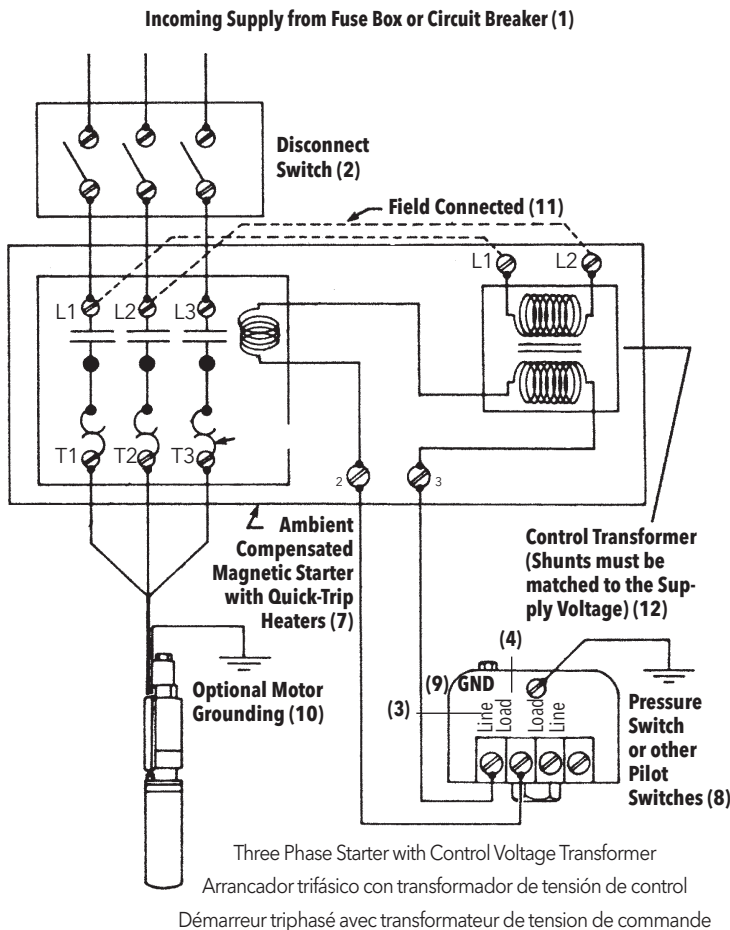 Incoming Supply from Fuse Box or Circuit Breaker (1)
Disconnect
Switch (2)
Field Connected (11)
L1 L2
L1 L2 L3
T1 T2 T3
2 3
Ambient
Compensated
Magnetic Starter
with Quick-Trip
Heaters (7)
Control Transformer
(Shunts must be
matched to the Sup-
ply Voltage) (12)
(4)
(9) GND
(3)
Line
Load
Load
Line
Optional Motor
Grounding (10)
Pressure
Switch
or other
Pilot
Switches (8)
Three Phase Starter with Control Voltage Transformer
Arrancador trifásico con transformador de tensión de control
Démarreur triphasé avec transformateur de tension de commande